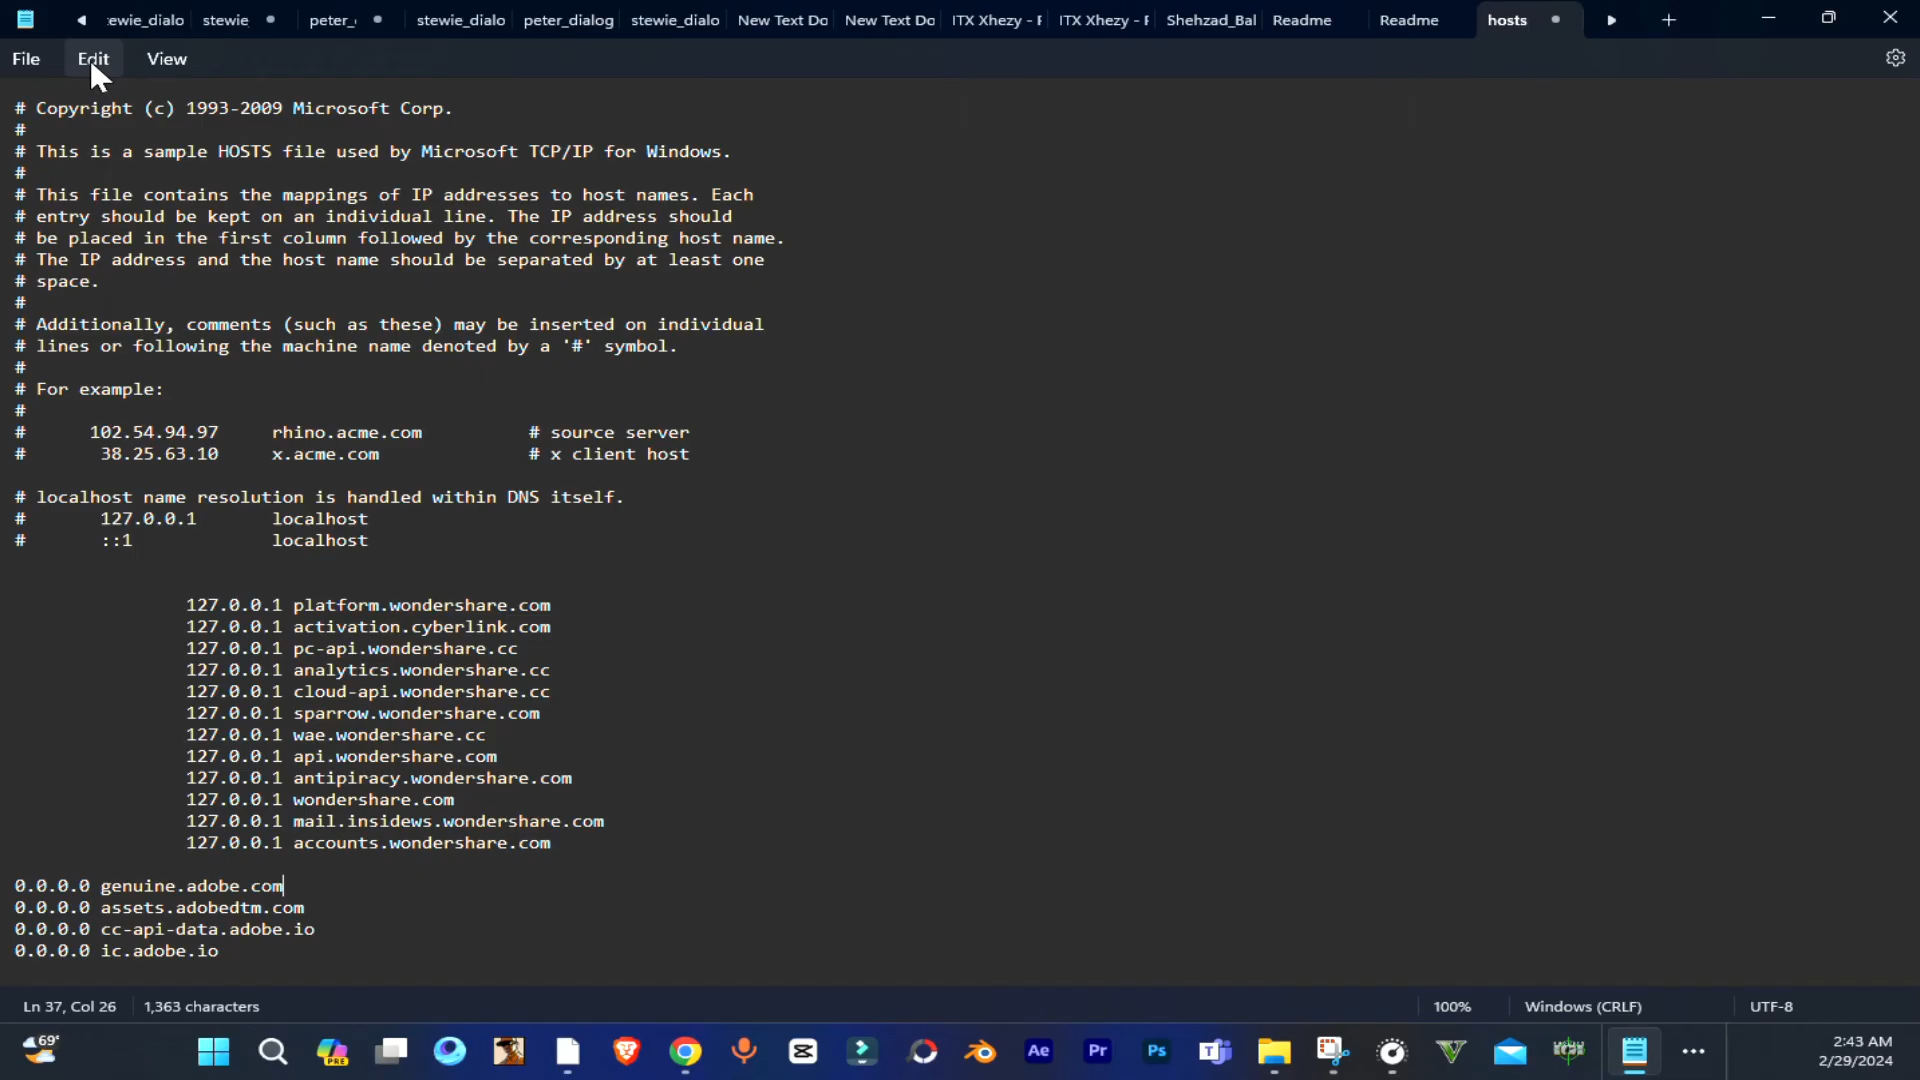 :ewie_dialo stewie peter_ stewie_dialo peter_dialog stewie_dialo New Text Do New Text Do ITX Xhezy - F ITX Xhezy - F Shehzad_Bal Readme Readme hosts
File Edit View
# Copyright (c) 1993-2009 Microsoft Corp.
#
# This is a sample HOSTS file used by Microsoft TCP/IP for Windows.
#
# This file contains the mappings of IP addresses to host names. Each
# entry should be kept on an individual line. The IP address should
# be placed in the first column followed by the corresponding host name.
# The IP address and the host name should be separated by at least one
# space.
#
# Additionally, comments (such as these) may be inserted on individual
# lines or following the machine name denoted by a '#' symbol.
#
# For example:
#
# 102.54.94.97 rhino.acme.com # source server
# 38.25.63.10 x.acme.com # x client host
# localhost name resolution is handled within DNS itself.
# 127.0.0.1 localhost
# ::1 localhost
127.0.0.1 platform.wondershare.com
127.0.0.1 activation.cyberlink.com
127.0.0.1 pc-api.wondershare.cc
127.0.0.1 analytics.wondershare.cc
127.0.0.1 cloud-api.wondershare.cc
127.0.0.1 sparrow.wondershare.com
127.0.0.1 wae.wondershare.cc
127.0.0.1 api.wondershare.com
127.0.0.1 antipiracy.wondershare.com
127.0.0.1 wondershare.com
127.0.0.1 mail.insidews.wondershare.com
127.0.0.1 accounts.wondershare.com
0.0.0.0 genuine.adobe.com
0.0.0.0 assets.adobedtm.com
0.0.0.0 cc-api-data.adobe.io
0.0.0.0 ic.adobe.io
Ln 37, Col 26 1,363 characters 100% Windows (CRLF) UTF-8
69° PRE Ae Pr Ps T V 2:43 AM
2/29/2024